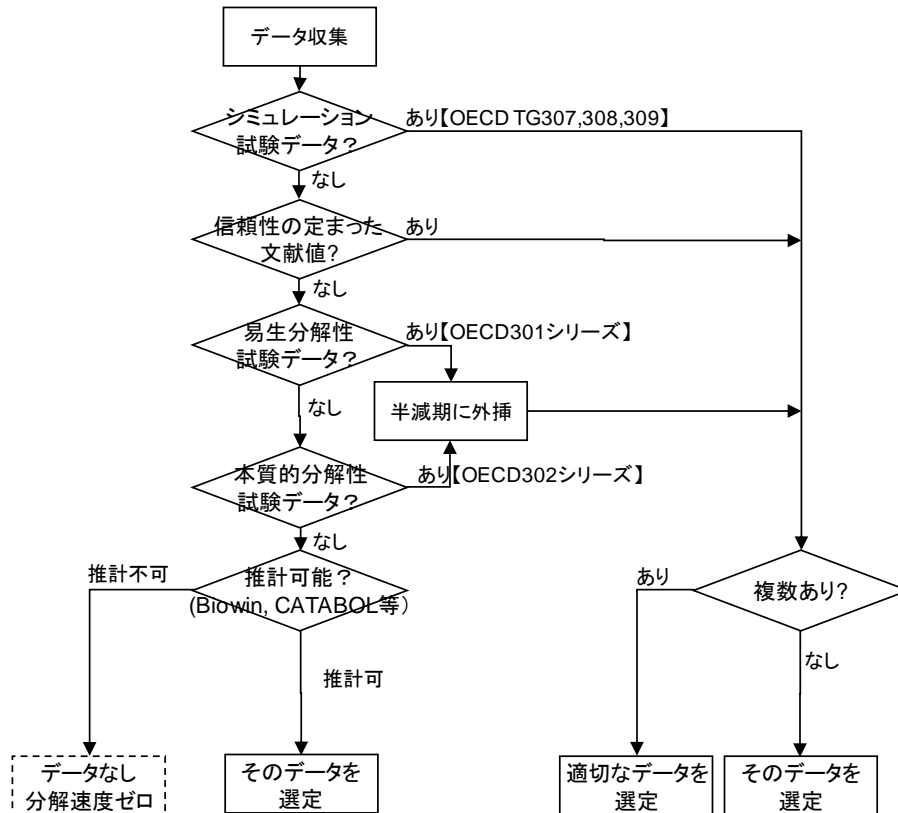 データ収集
シミュレーション
試験データ？
あり【OECD TG307,308,309】
なし
信頼性の定まった
文献値?
あり
なし
易生分解性
試験データ？
あり【OECD301シリーズ】
なし
半減期に外挿
本質的分解性
試験データ？
あり【OECD302シリーズ】
なし
推計不可
推計可能？
(Biowin, CATABOL等）
あり
複数あり?
推計可
なし
データなし
分解速度ゼロ
そのデータを
選定
適切なデータを
選定
そのデータを
選定